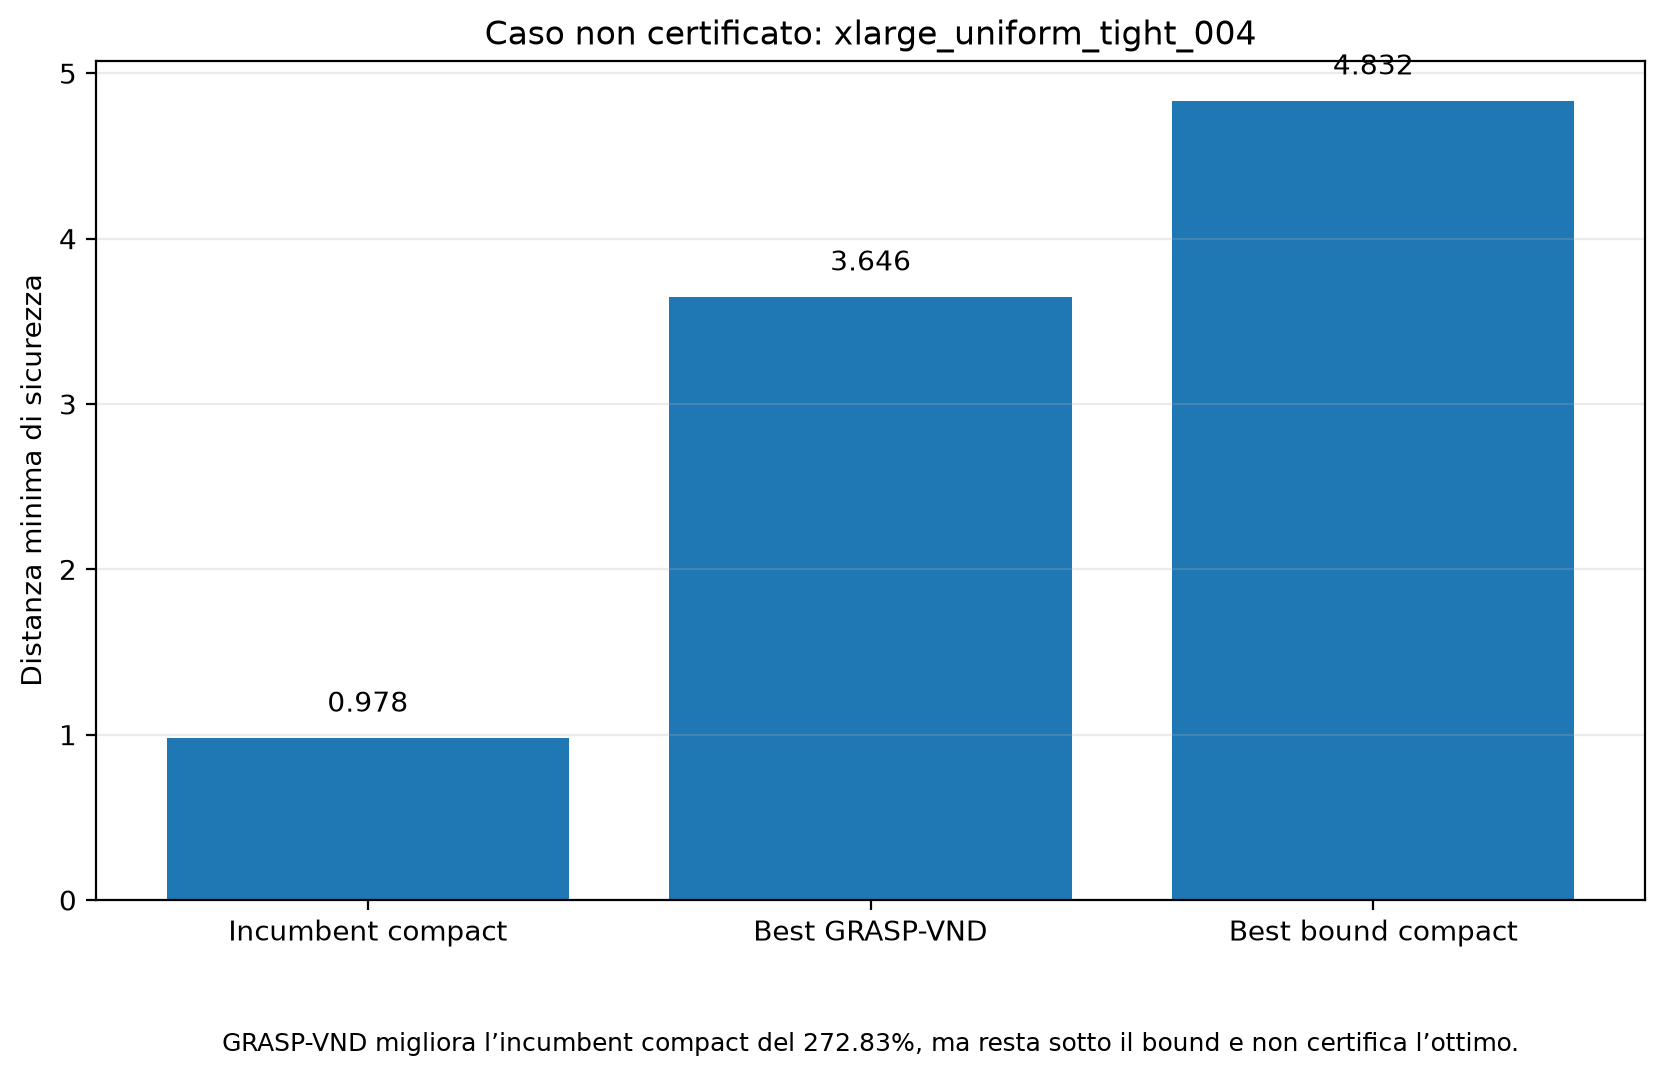 Caso non certificato: xlarge_uniform_tight_004
5
4
3
2
1
0
Distanza minima di sicurezza
0.978
3.646
4.832
Incumbent compact
Best GRASP-VND
Best bound compact
GRASP-VND migliora l’incumbent compact del 272.83%, ma resta sotto il bound e non certifica l’ottimo.